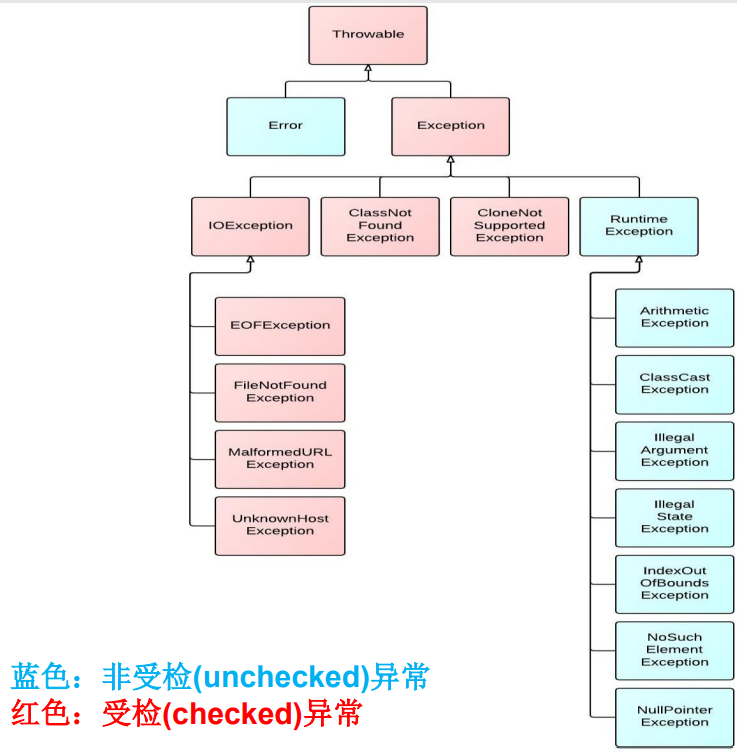 Throwable
Error
Exception
IOException
ClassNot
Found
Exception
CloneNot
Supported
Exception
Runtime
Exception
EOFException
FileNotFound
Exception
MalformedURL
Exception
UnknownHost
Exception
Arithmetic
Exception
ClassCast
Exception
Illegal
Argument
Exception
Illegal
State
Exception
IndexOut
OfBounds
Exception
NoSuch
Element
Exception
NullPointer
Exception
蓝色：非受检(unchecked)异常
红色：受检(checked)异常